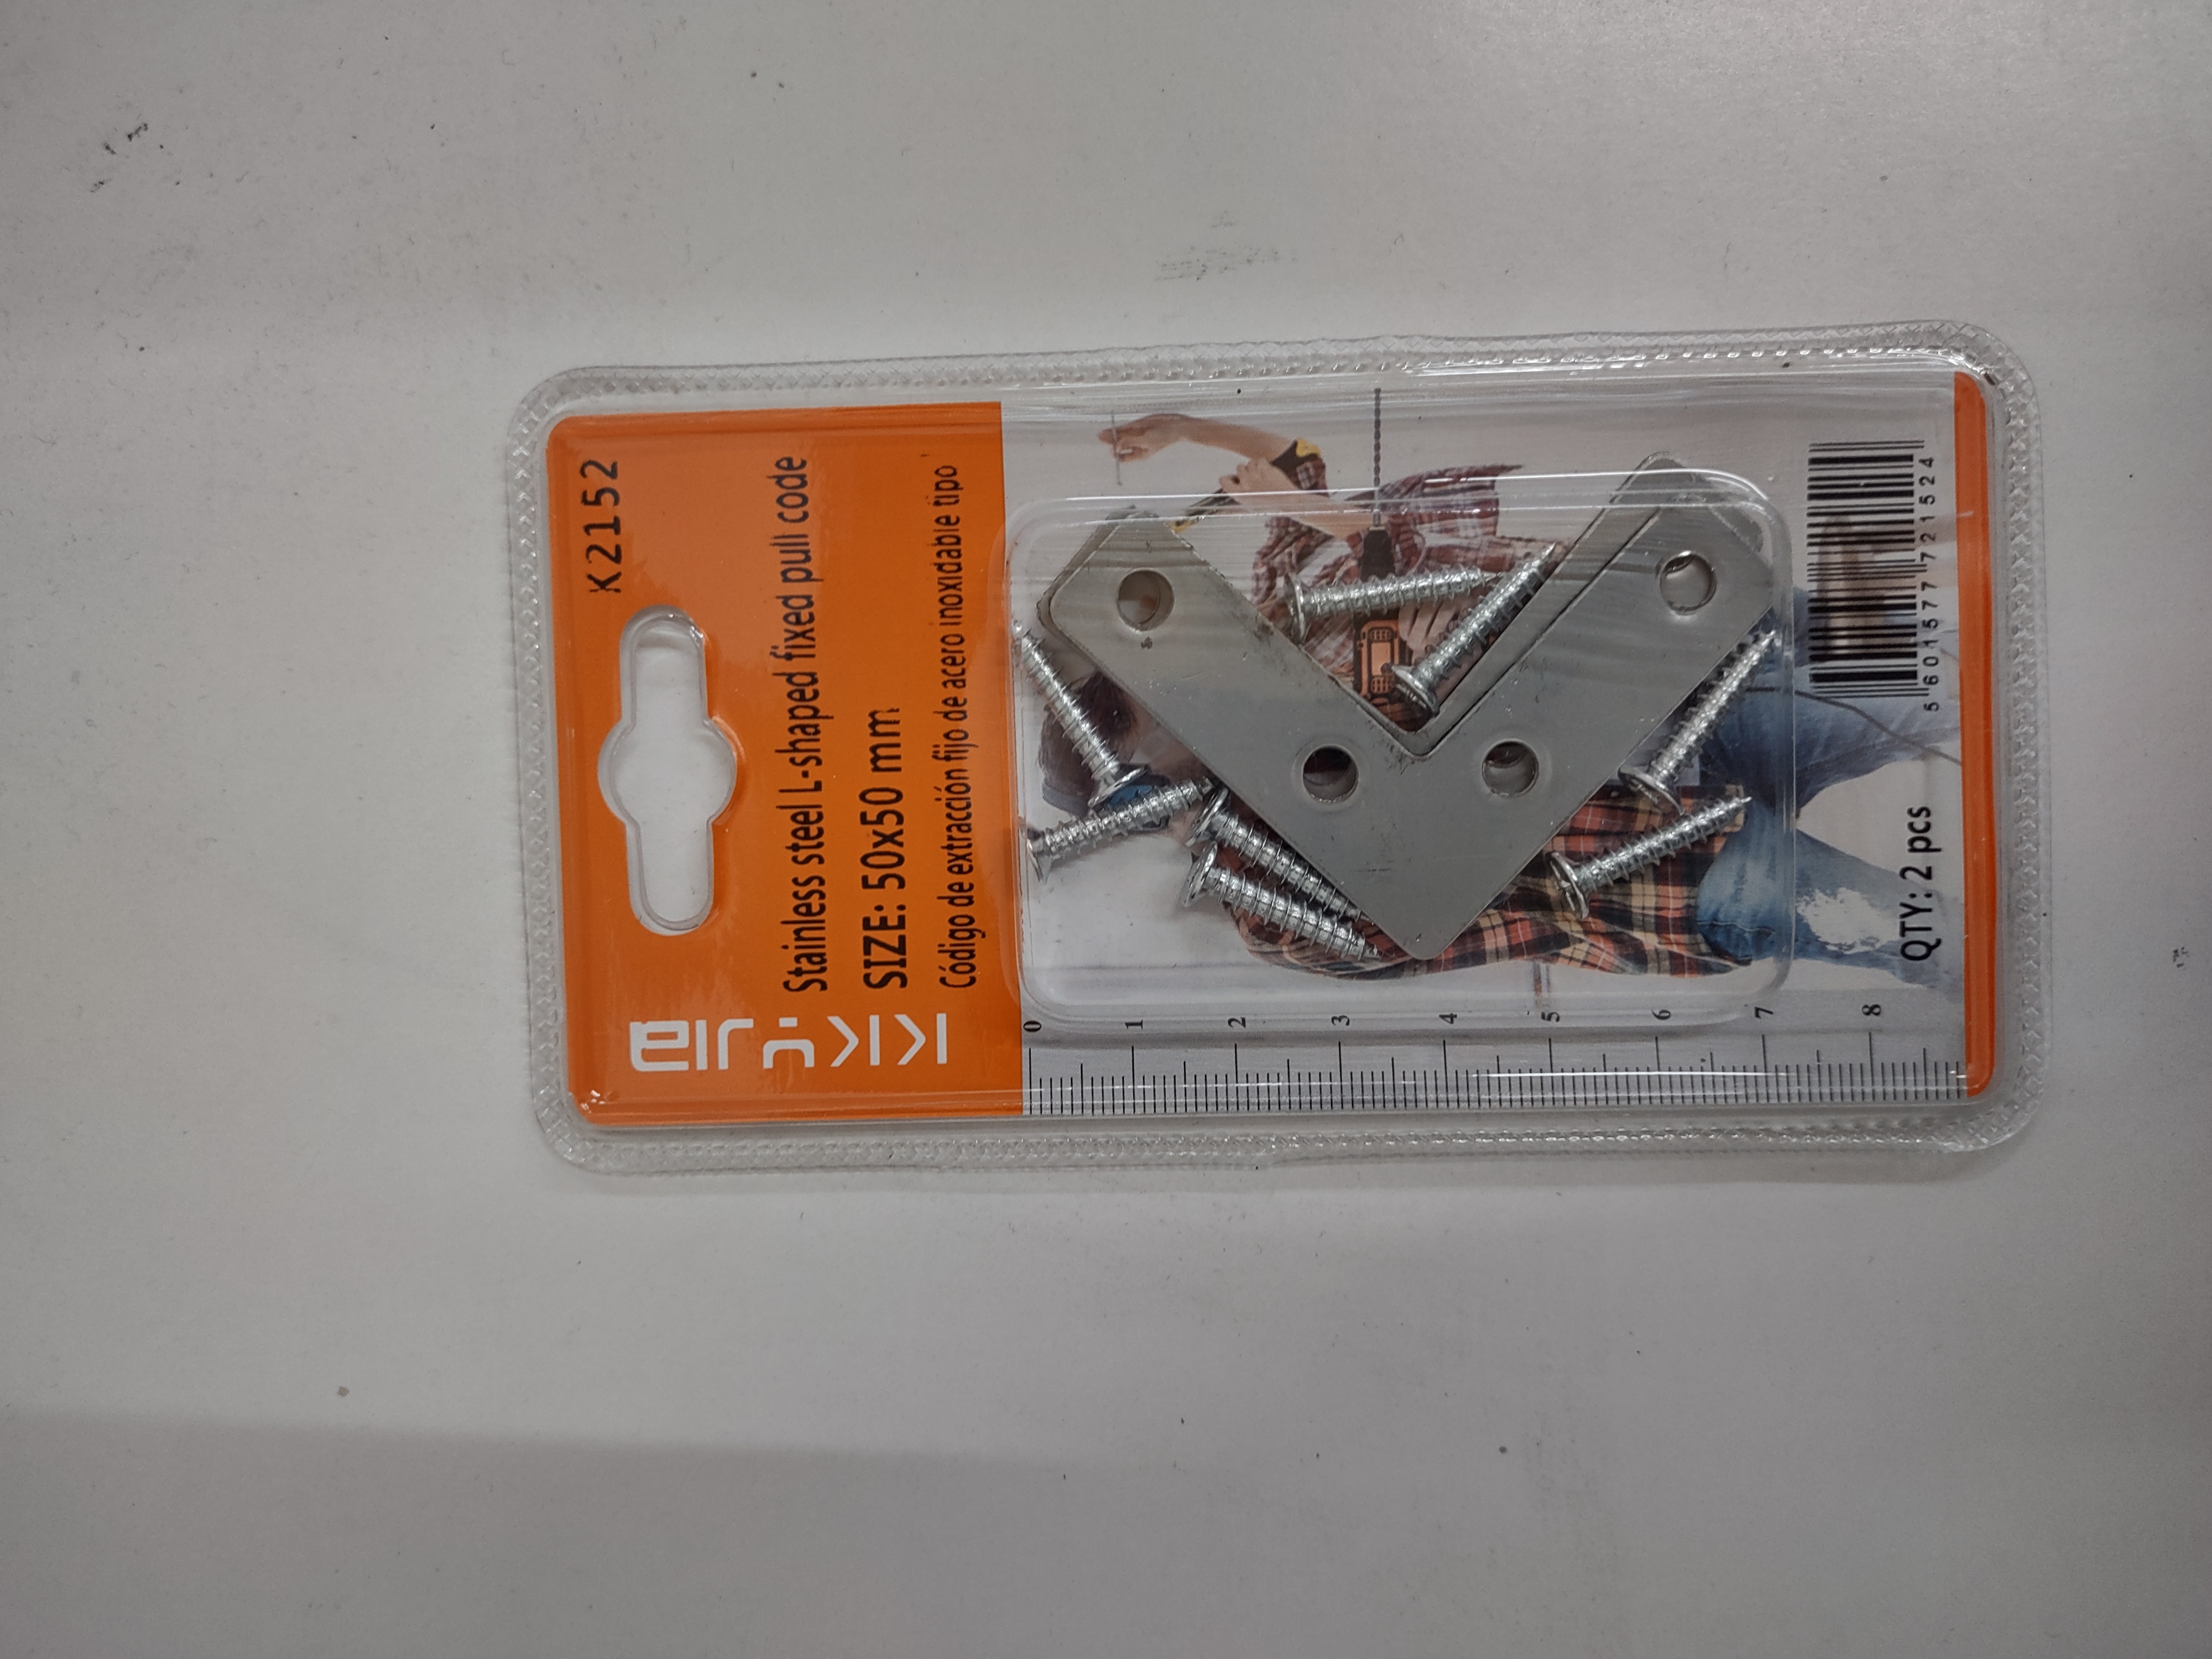 K2152
Stainless steel L-shaped fixed pull code
SIZE: 50x50 mm
Código de extracción fijo de acero inoxidable tipo
0
1
2
3
4
5
6
7
8
5 601577 721524
QTY: 2 pcs